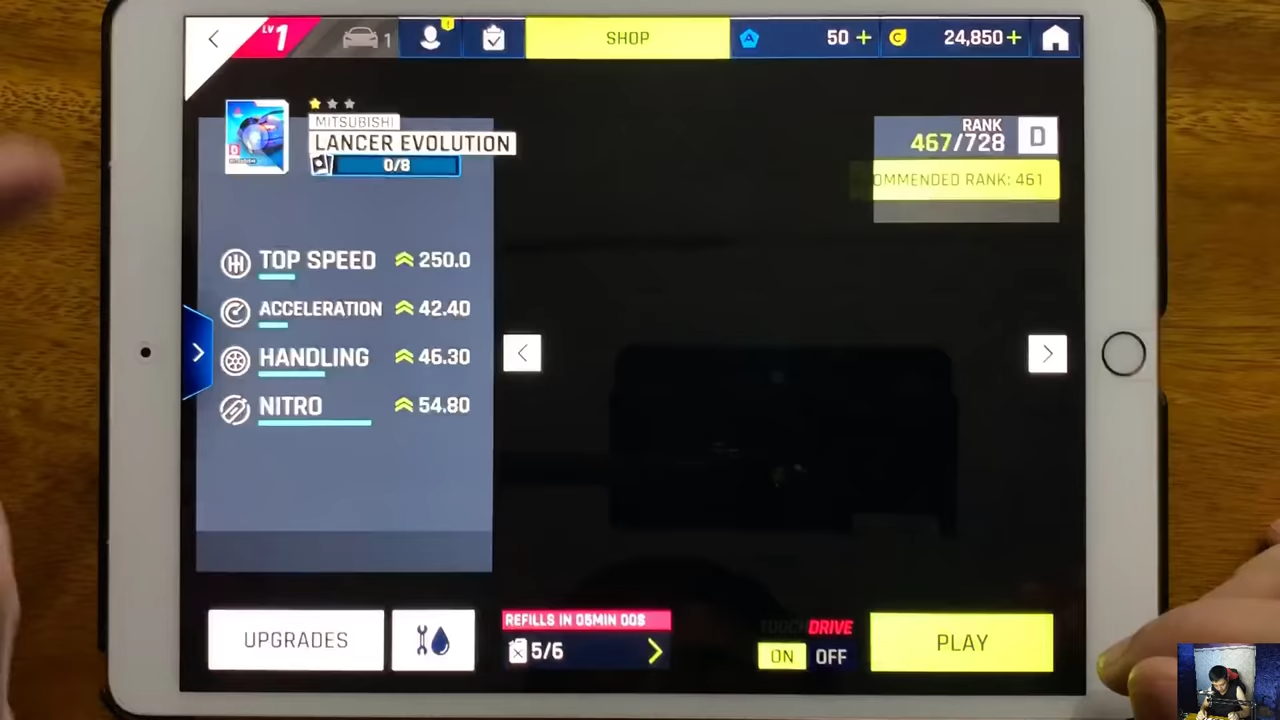 LV 1
1
SHOP
50 +
24,850 +
MITSUBISHI
LANCER EVOLUTION
0/8
RANK
467/728
D
OMMENDED RANK: 461
TOP SPEED 250.0
ACCELERATION 42.40
HANDLING 46.30
NITRO 54.80
UPGRADES
REFILLS IN 05MIN 00S
5/6
TOUCHDRIVE
ON OFF
PLAY